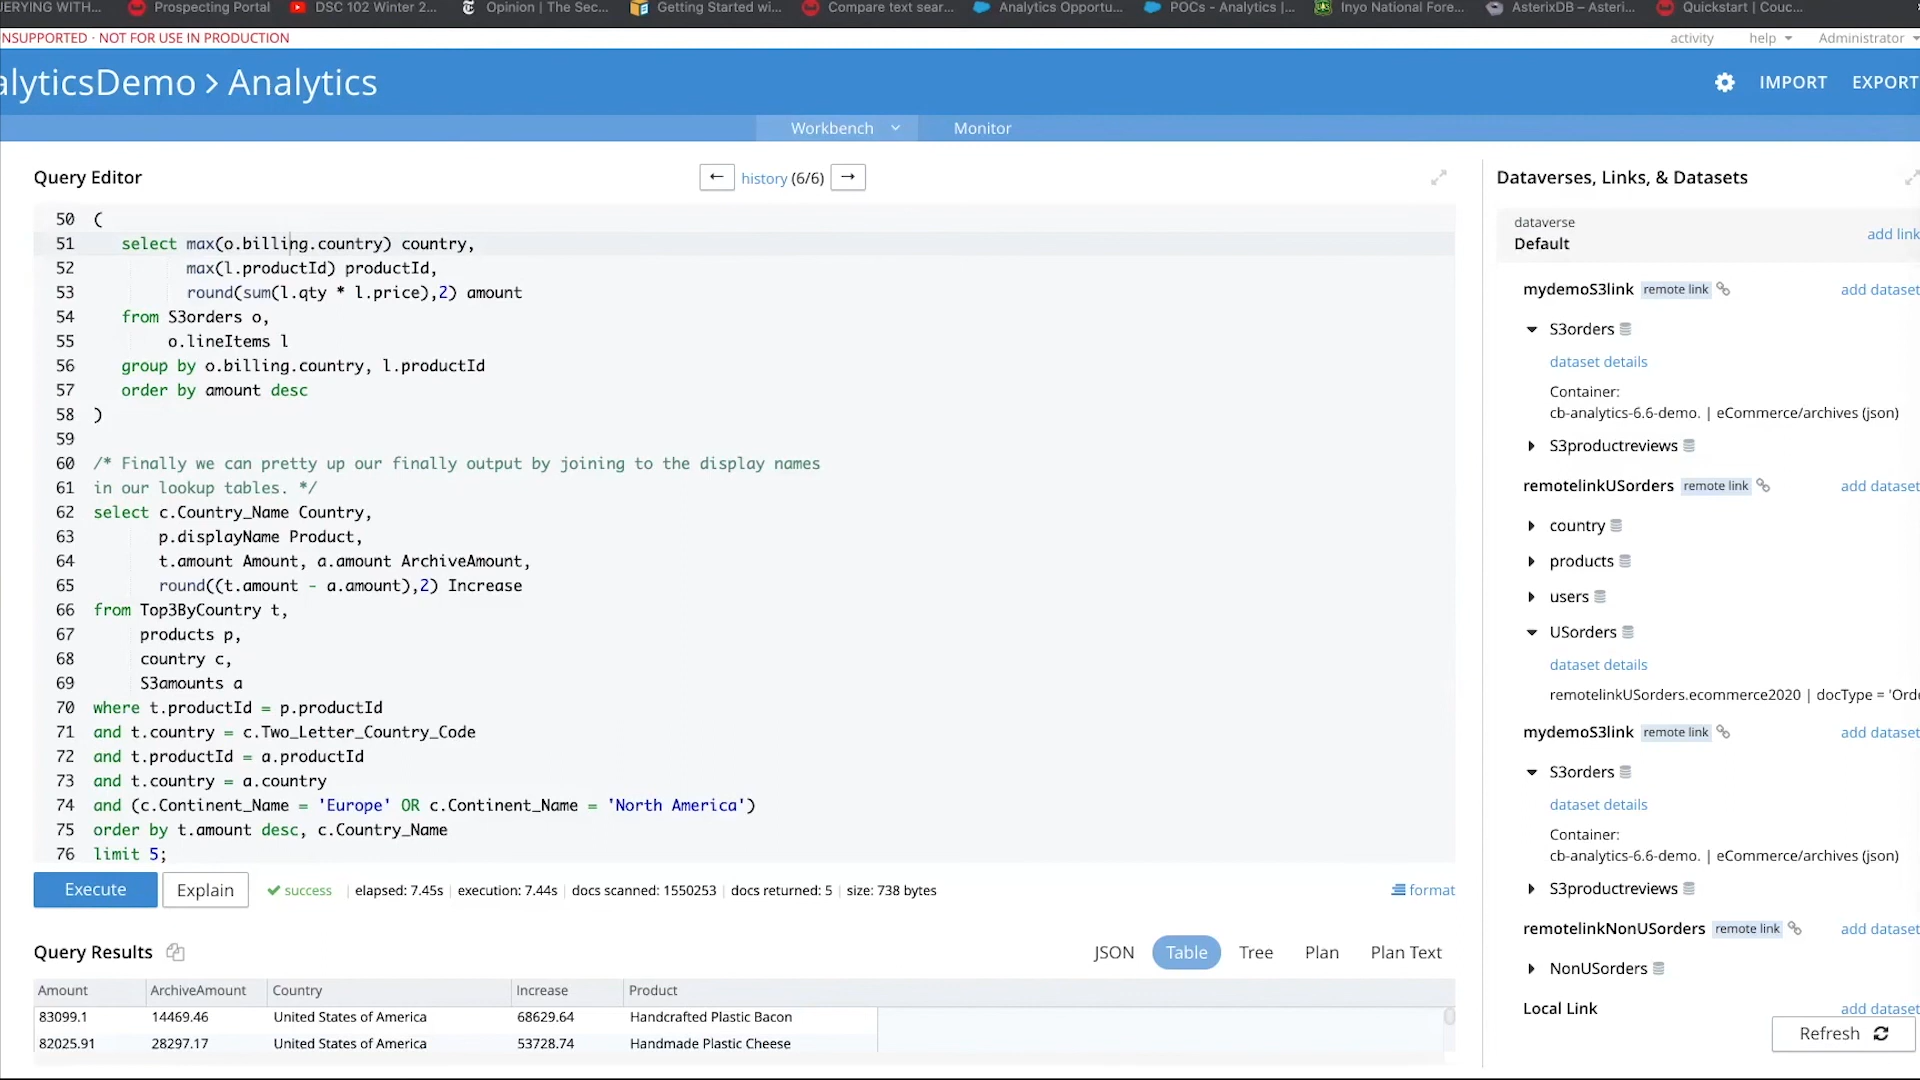 ERYING WITH...
Prospecting Portal
DSC 102 Winter 2...
Opinion | The Sec...
Getting Started wi...
Compare text sear...
Analytics Opportu...
POCs - Analytics |...
Inyo National Fore...
AsterixDB – Asteri...
Quickstart | Couc...
NSUPPORTED · NOT FOR USE IN PRODUCTION
activity
help
Administrator
alyticsDemo > Analytics
IMPORT
EXPORT
Workbench
Monitor
Query Editor
← history (6/6) →
50 (
51 select max(o.billing.country) country,
52 max(l.productId) productId,
53 round(sum(l.qty * l.price),2) amount
54 from S3orders o,
55 o.lineItems l
56 group by o.billing.country, l.productId
57 order by amount desc
58 )
59
60 /* Finally we can pretty up our finally output by joining to the display names
61 in our lookup tables. */
62 select c.Country_Name Country,
63 p.displayName Product,
64 t.amount Amount, a.amount ArchiveAmount,
65 round((t.amount - a.amount),2) Increase
66 from Top3ByCountry t,
67 products p,
68 country c,
69 S3amounts a
70 where t.productId = p.productId
71 and t.country = c.Two_Letter_Country_Code
72 and t.productId = a.productId
73 and t.country = a.country
74 and (c.Continent_Name = 'Europe' OR c.Continent_Name = 'North America')
75 order by t.amount desc, c.Country_Name
76 limit 5;
Execute
Explain
success | elapsed: 7.45s | execution: 7.44s | docs scanned: 1550253 | docs returned: 5 | size: 738 bytes
format
Query Results
JSON
Table
Tree
Plan
Plan Text
Amount ArchiveAmount Country Increase Product
83099.1 14469.46 United States of America 68629.64 Handcrafted Plastic Bacon
82025.91 28297.17 United States of America 53728.74 Handmade Plastic Cheese
Dataverses, Links, & Datasets
dataverse
Default
add link
mydemoS3link remote link add dataset
S3orders
dataset details
Container:
cb-analytics-6.6-demo. | eCommerce/archives (json)
S3productreviews
remotelinkUSorders remote link add dataset
country
products
users
USorders
dataset details
remotelinkUSorders.ecommerce2020 | docType = 'Orde
mydemoS3link remote link add dataset
S3orders
dataset details
Container:
cb-analytics-6.6-demo. | eCommerce/archives (json)
S3productreviews
remotelinkNonUSorders remote link add dataset
NonUSorders
Local Link add dataset
Refresh